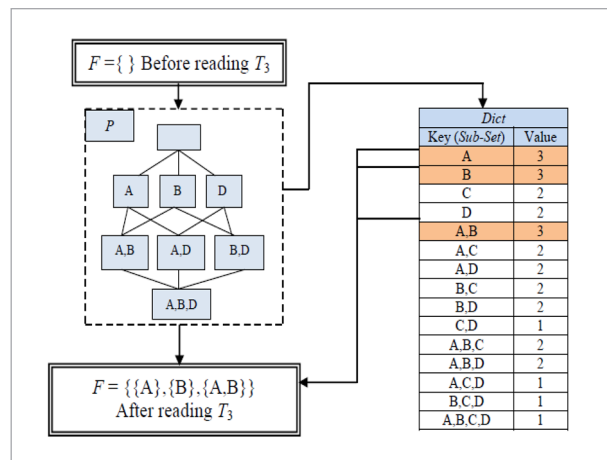 F ={ } Before reading T3
P
A
B
D
A,B
A,D
B,D
A,B,D
F = {{A},{B},{A,B}}
After reading T3
Dict
Key (Sub-Set) Value
A 3
B 3
C 2
D 2
A,B 3
A,C 2
A,D 2
B,C 2
B,D 2
C,D 1
A,B,C 2
A,B,D 2
A,C,D 1
B,C,D 1
A,B,C,D 1